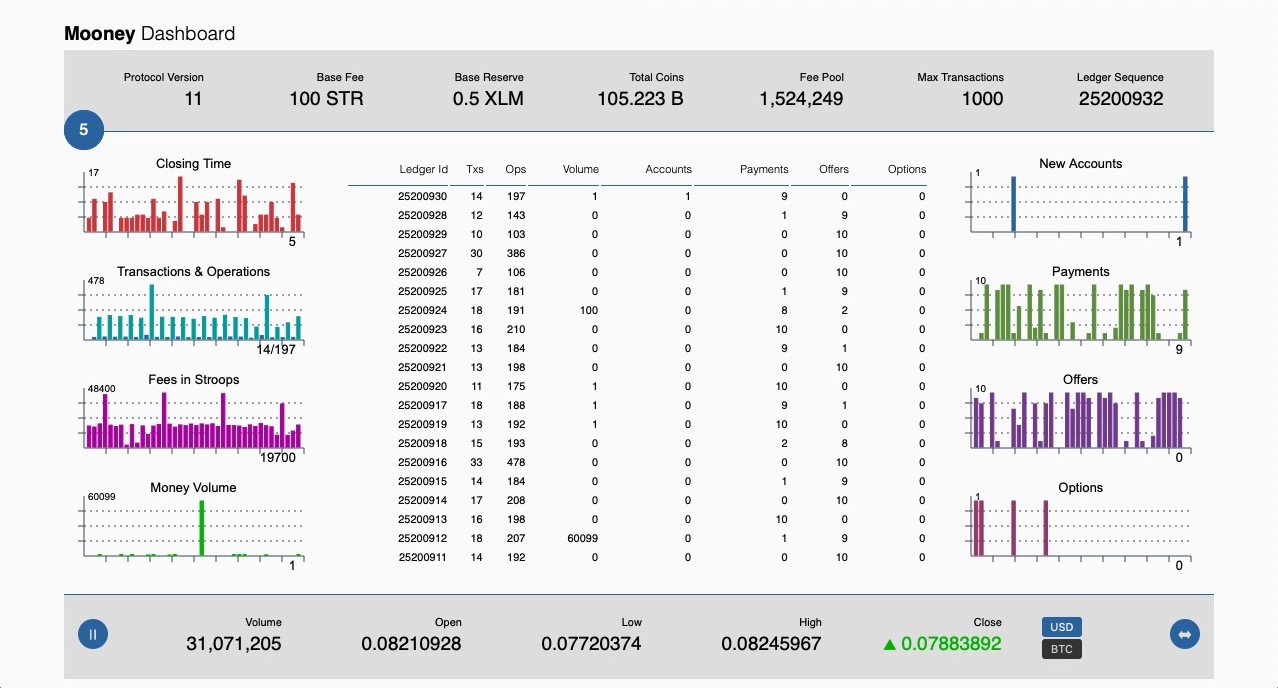 Mooney Dashboard
Protocol Version Base Fee Base Reserve Total Coins Fee Pool Max Transactions Ledger Sequence
11 100 STR 0.5 XLM 105.223 B 1,524,249 1000 25200932
5
Closing Time
17
5
Transactions & Operations
478
14/197
Fees in Stroops
48400
19700
Money Volume
60099
1
Ledger Id Txs Ops Volume Accounts Payments Offers Options
25200930 14 197 1 1 9 0 0
25200928 12 143 0 0 1 9 0
25200929 10 103 0 0 0 10 0
25200927 30 386 0 0 0 10 0
25200926 7 106 0 0 0 10 0
25200925 17 181 0 0 1 9 0
25200924 18 191 100 0 8 2 0
25200923 16 210 0 0 10 0 0
25200922 13 184 0 0 9 1 0
25200921 13 198 0 0 0 10 0
25200920 11 175 1 0 10 0 0
25200917 18 188 1 0 9 1 0
25200919 13 192 1 0 10 0 0
25200918 15 193 0 0 2 8 0
25200916 33 478 0 0 0 10 0
25200915 14 184 0 0 1 9 0
25200914 17 208 0 0 0 10 0
25200913 16 198 0 0 10 0 0
25200912 18 207 60099 0 1 9 0
25200911 14 192 0 0 0 10 0
New Accounts
1
1
Payments
10
9
Offers
10
0
Options
1
0
Volume Open Low High Close
31,071,205 0.08210928 0.07720374 0.08245967 ▲ 0.07883892
USD
BTC